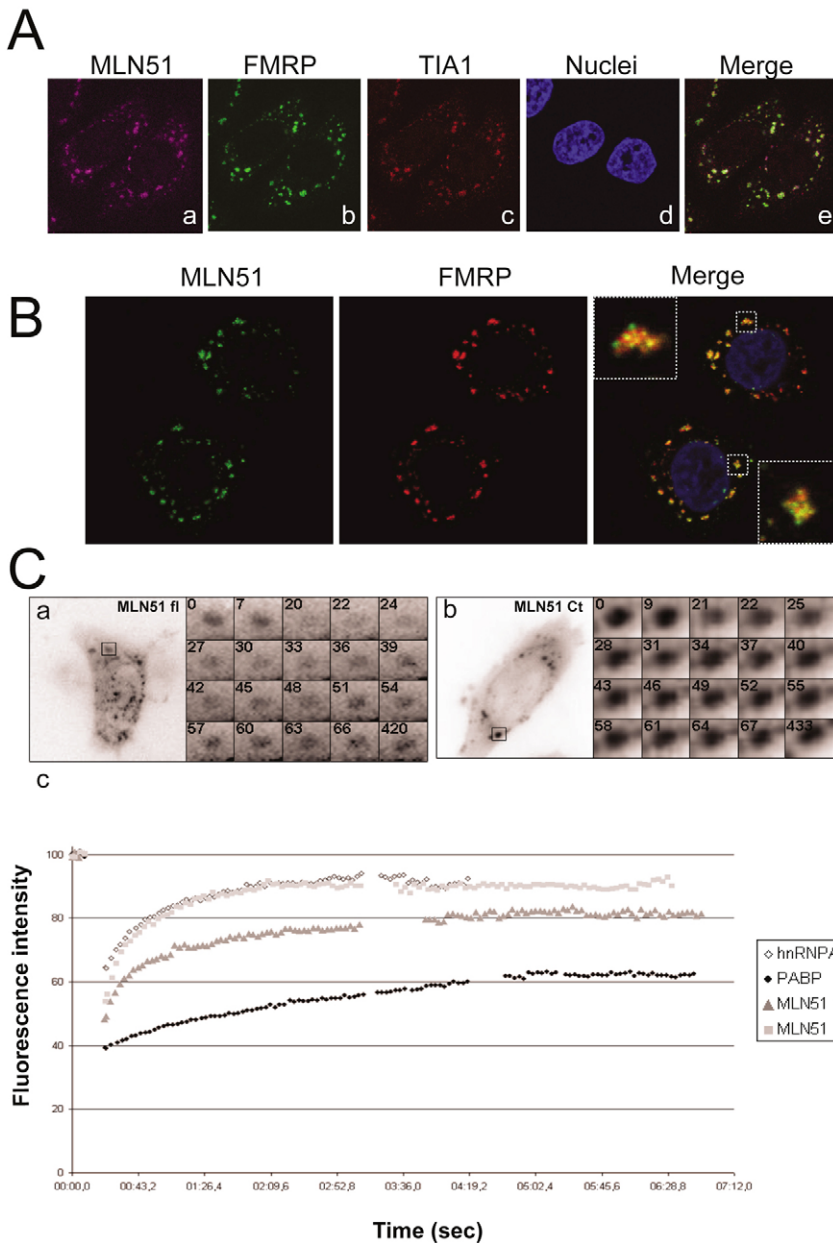 A
MLN51 FMRP TIA1 Nuclei Merge
a b c d e
B
MLN51 FMRP Merge
C
a MLN51 fl
0 7 20 22 24
27 30 33 36 39
42 45 48 51 54
57 60 63 66 420
b MLN51 Ct
0 9 21 22 25
28 31 34 37 40
43 46 49 52 55
58 61 64 67 433
c
Fluorescence intensity
100
80
60
40
20
0
00:00,0 00:43,2 01:26,4 02:09,6 02:52,8 03:36,0 04:19,2 05:02,4 05:45,6 06:28,8 07:12,0
Time (sec)
hnRNPA
PABP
MLN51
MLN51